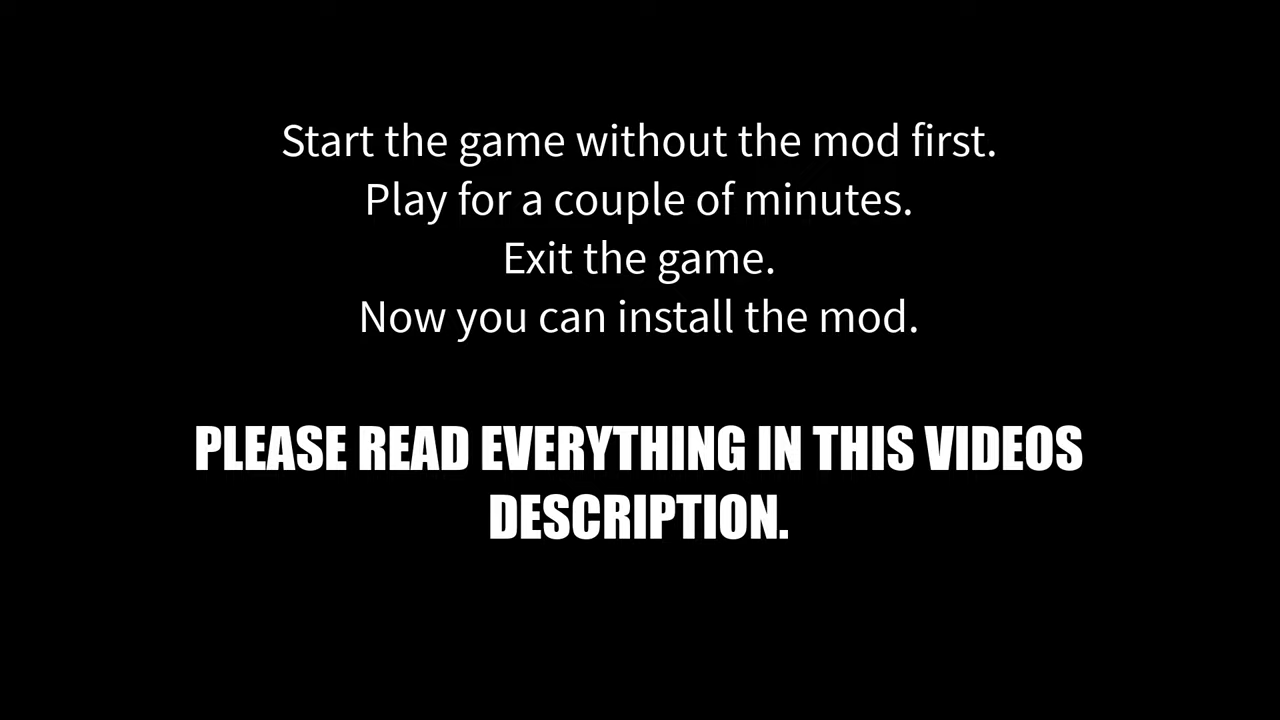 Start the game without the mod first.
Play for a couple of minutes.
Exit the game.
Now you can install the mod.
PLEASE READ EVERYTHING IN THIS VIDEOS
DESCRIPTION.